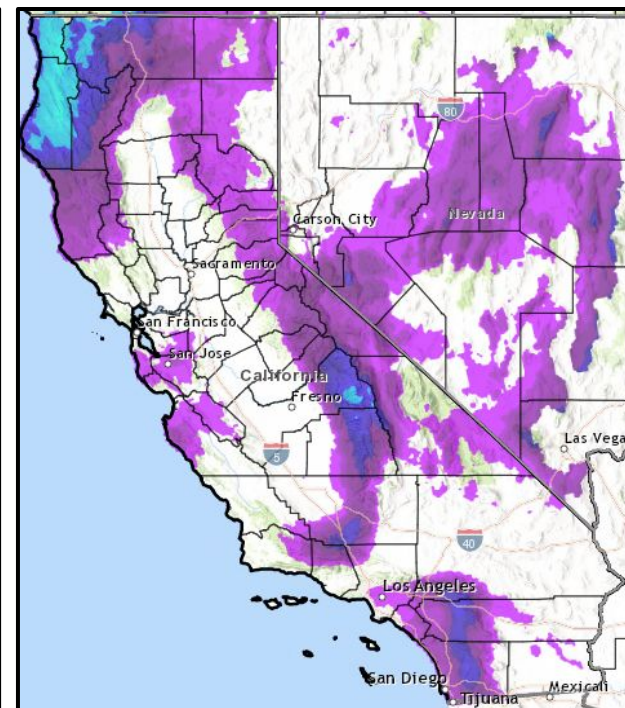 80
Carson City
Nevada
Sacramento
San Francisco
San Jose
California
Fresno
5
Las Vega
40
Los Angeles
San Diego
Tijuana
Mexicali